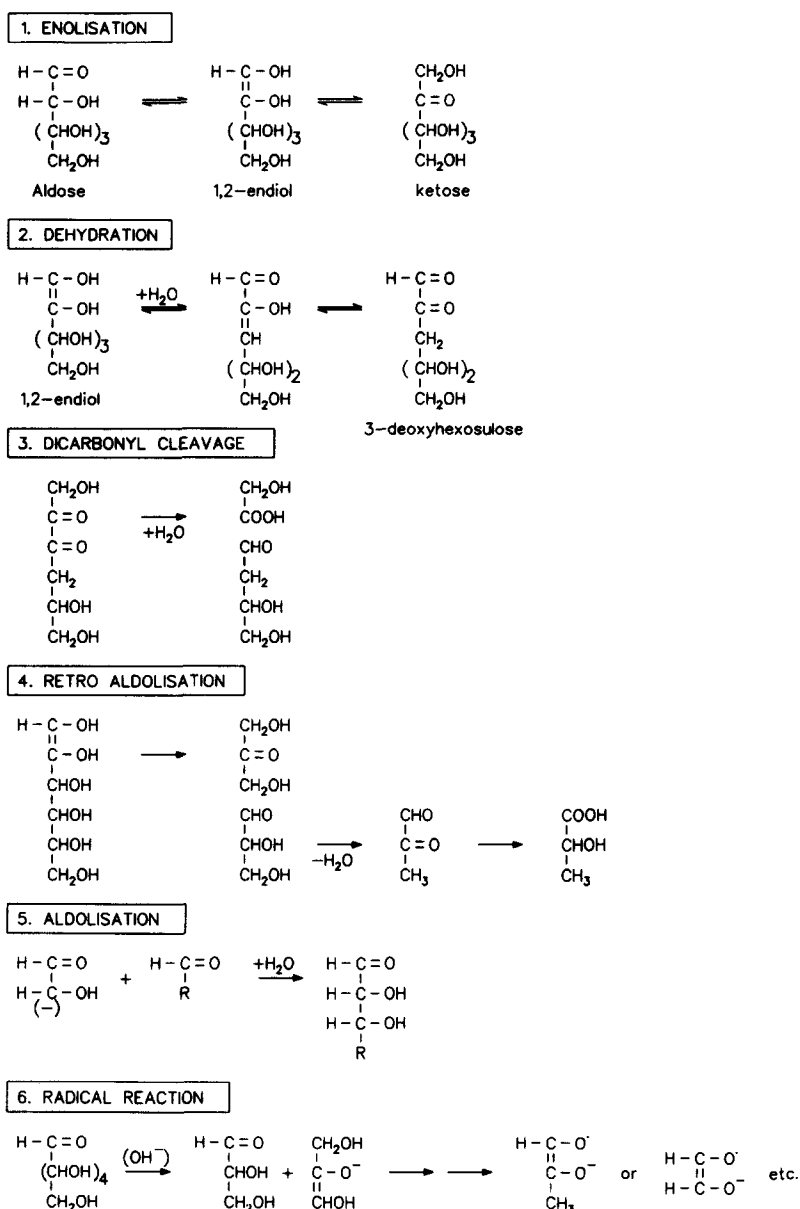 1. ENOLISATION
H-C=O H-C-OH CH₂OH
H-C-OH ⇌ C-OH ⇌ C=O
(CHOH)₃ (CHOH)₃ (CHOH)₃
CH₂OH CH₂OH CH₂OH
Aldose 1,2-endiol ketose
2. DEHYDRATION
H-C-OH +H₂O H-C=O H-C=O
C-OH ⇌ C-OH ⇌ C=O
(CHOH)₃ CH CH₂
CH₂OH (CHOH)₂ (CHOH)₂
1,2-endiol CH₂OH CH₂OH
3-deoxyhexosulose
3. DICARBONYL CLEAVAGE
CH₂OH CH₂OH
C=O → COOH
C=O +H₂O CHO
CH₂ CH₂
CHOH CHOH
CH₂OH CH₂OH
4. RETRO ALDOLISATION
H-C-OH CH₂OH
C-OH → C=O
CHOH CH₂OH
CHOH CHO CHO COOH
CHOH CHOH → -H₂O C=O → CHOH
CH₂OH CH₂OH CH₃ CH₃
5. ALDOLISATION
H-C=O H-C=O +H₂O H-C=O
H-C-OH + R → H-C-OH
(-) H-C-OH
R
6. RADICAL REACTION
H-C=O (OH⁻) H-C=O CH₂OH H-C-O· H-C-O·
(CHOH)₄ → CHOH + C-O⁻ → → C-O⁻ or H-C-O⁻ etc.
CH₂OH CH₂OH CHOH CH₃